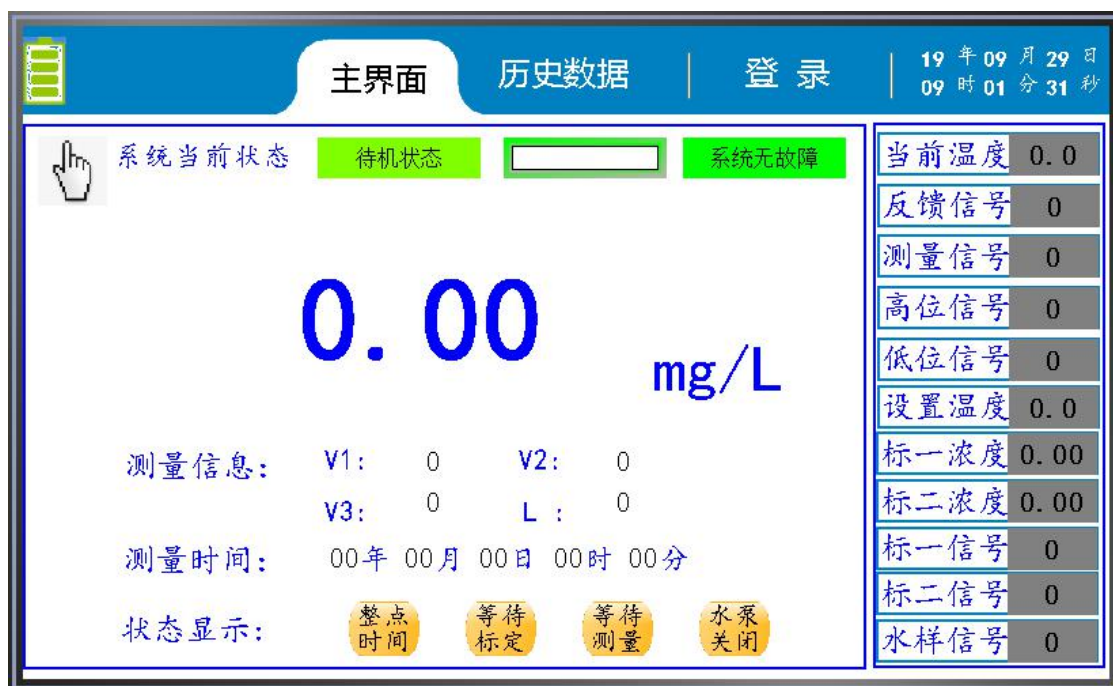 主界面 历史数据 登 录
19 年 09 月 29 日
09 时 01 分 31 秒
系统当前状态 待机状态 系统无故障
0.00 mg/L
测量信息: V1: 0 V2: 0
V3: 0 L : 0
测量时间: 00年 00月 00日 00时 00分
状态显示:
整点
时间
等待
标定
等待
测量
水泵
关闭
当前温度 0.0
反馈信号 0
测量信号 0
高位信号 0
低位信号 0
设置温度 0.0
标一浓度 0.00
标二浓度 0.00
标一信号 0
标二信号 0
水样信号 0